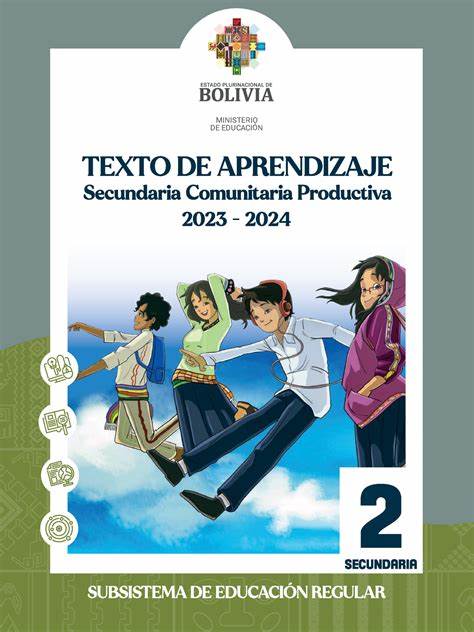 ESTADO PLURINACIONAL DE
BOLIVIA
MINISTERIO
DE EDUCACIÓN
TEXTO DE APRENDIZAJE
Secundaria Comunitaria Productiva
2023 - 2024
2
SECUNDARIA
SUBSISTEMA DE EDUCACIÓN REGULAR